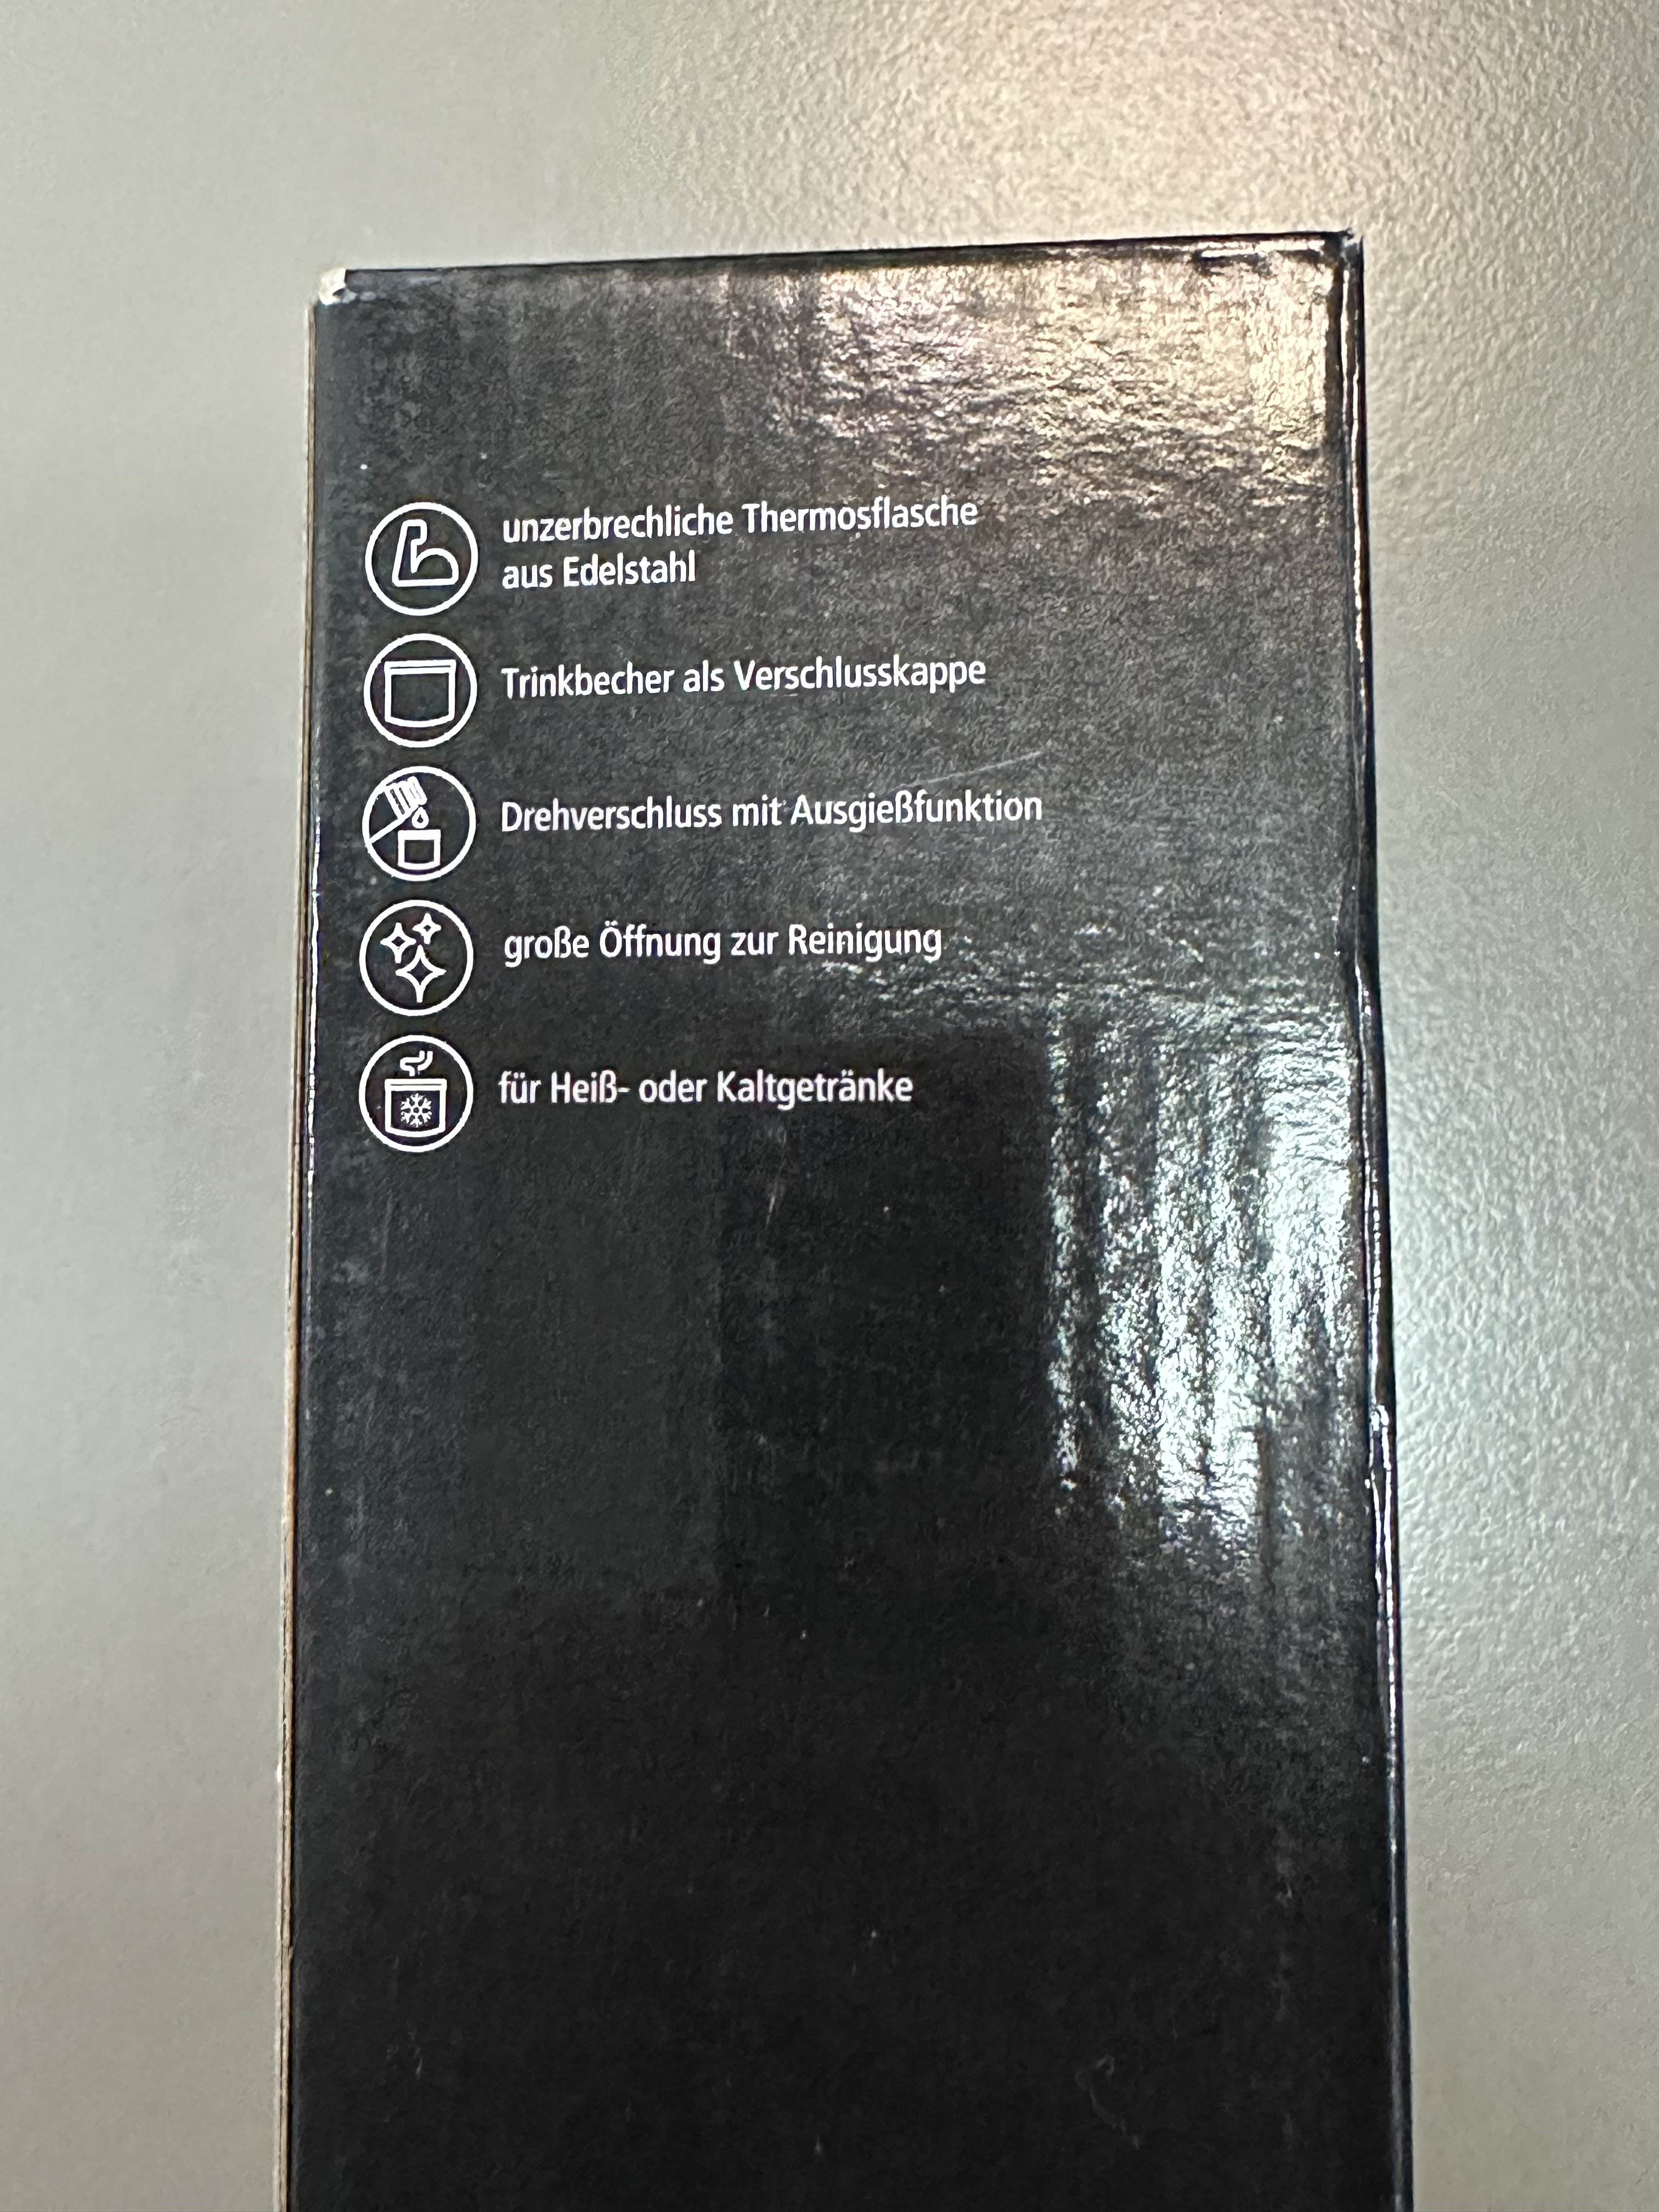 unzerbrechliche Thermosflasche
aus Edelstahl
Trinkbecher als Verschlusskappe
Drehverschluss mit Ausgießfunktion
große Öffnung zur Reinigung
für Heiß- oder Kaltgetränke